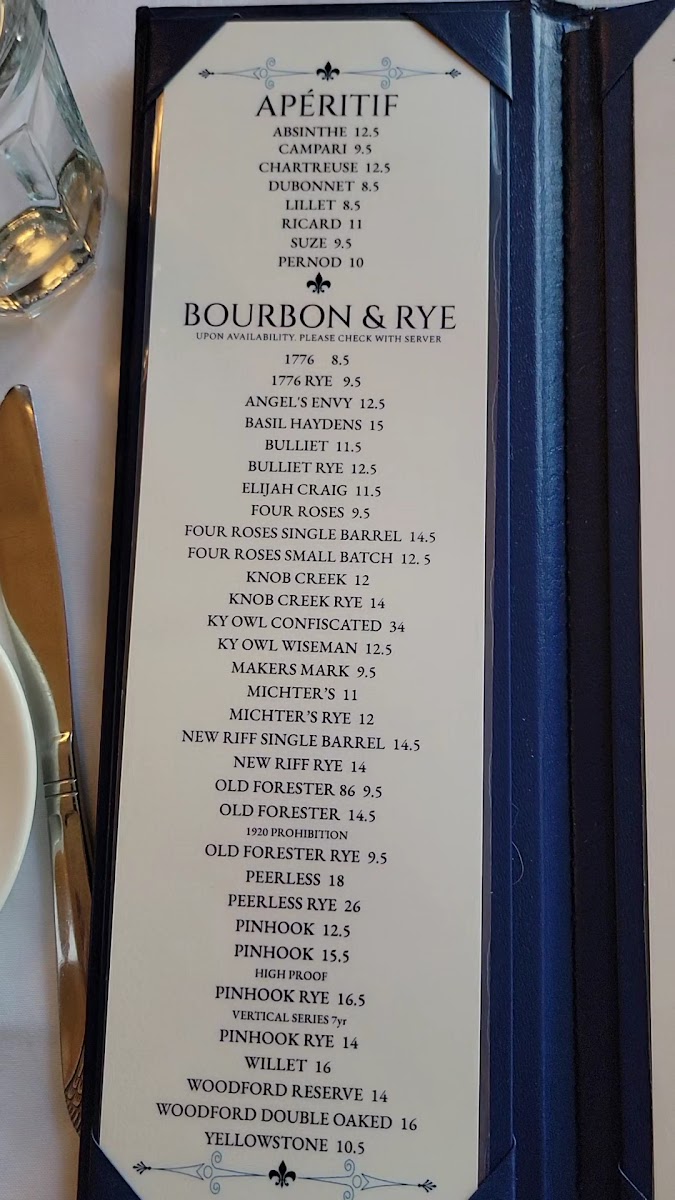 APÉRITIF
ABSINTHE 12.5
CAMPARI 9.5
CHARTREUSE 12.5
DUBONNET 8.5
LILLET 8.5
RICARD 11
SUZE 9.5
PERNOD 10
BOURBON & RYE
UPON AVAILABILITY. PLEASE CHECK WITH SERVER
1776 8.5
1776 RYE 9.5
ANGEL'S ENVY 12.5
BASIL HAYDENS 15
BULLIET 11.5
BULLIET RYE 12.5
ELIJAH CRAIG 11.5
FOUR ROSES 9.5
FOUR ROSES SINGLE BARREL 14.5
FOUR ROSES SMALL BATCH 12. 5
KNOB CREEK 12
KNOB CREEK RYE 14
KY OWL CONFISCATED 34
KY OWL WISEMAN 12.5
MAKERS MARK 9.5
MICHTER'S 11
MICHTER'S RYE 12
NEW RIFF SINGLE BARREL 14.5
NEW RIFF RYE 14
OLD FORESTER 86 9.5
OLD FORESTER 14.5
1920 PROHIBITION
OLD FORESTER RYE 9.5
PEERLESS 18
PEERLESS RYE 26
PINHOOK 12.5
PINHOOK 15.5
HIGH PROOF
PINHOOK RYE 16.5
VERTICAL SERIES 7yr
PINHOOK RYE 14
WILLET 16
WOODFORD RESERVE 14
WOODFORD DOUBLE OAKED 16
YELLOWSTONE 10.5